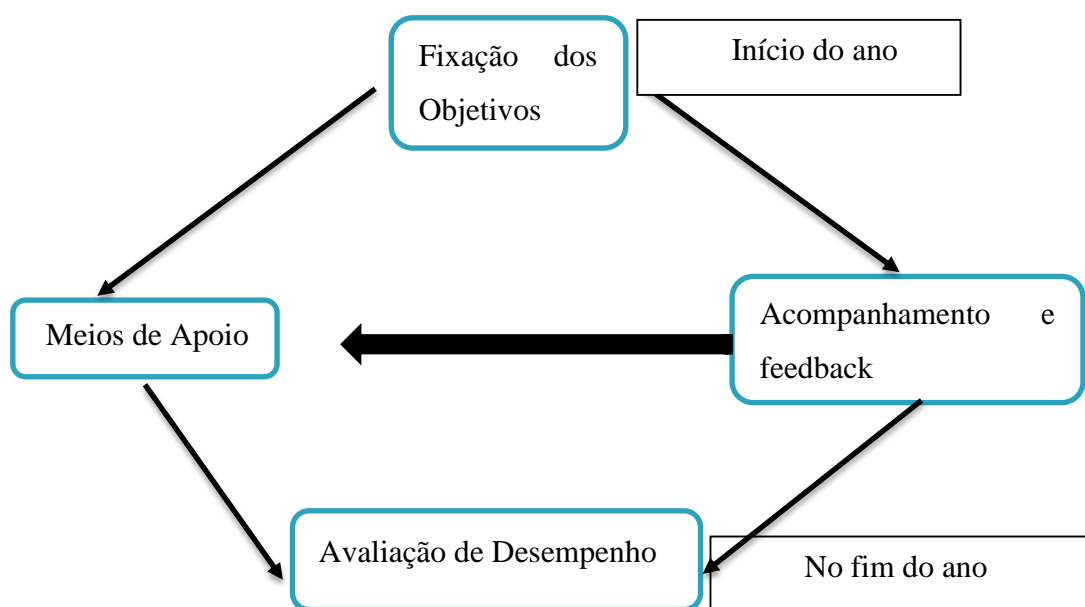 Fixação dos
Objetivos
Início do ano
Meios de Apoio
Acompanhamento e
feedback
Avaliação de Desempenho
No fim do ano